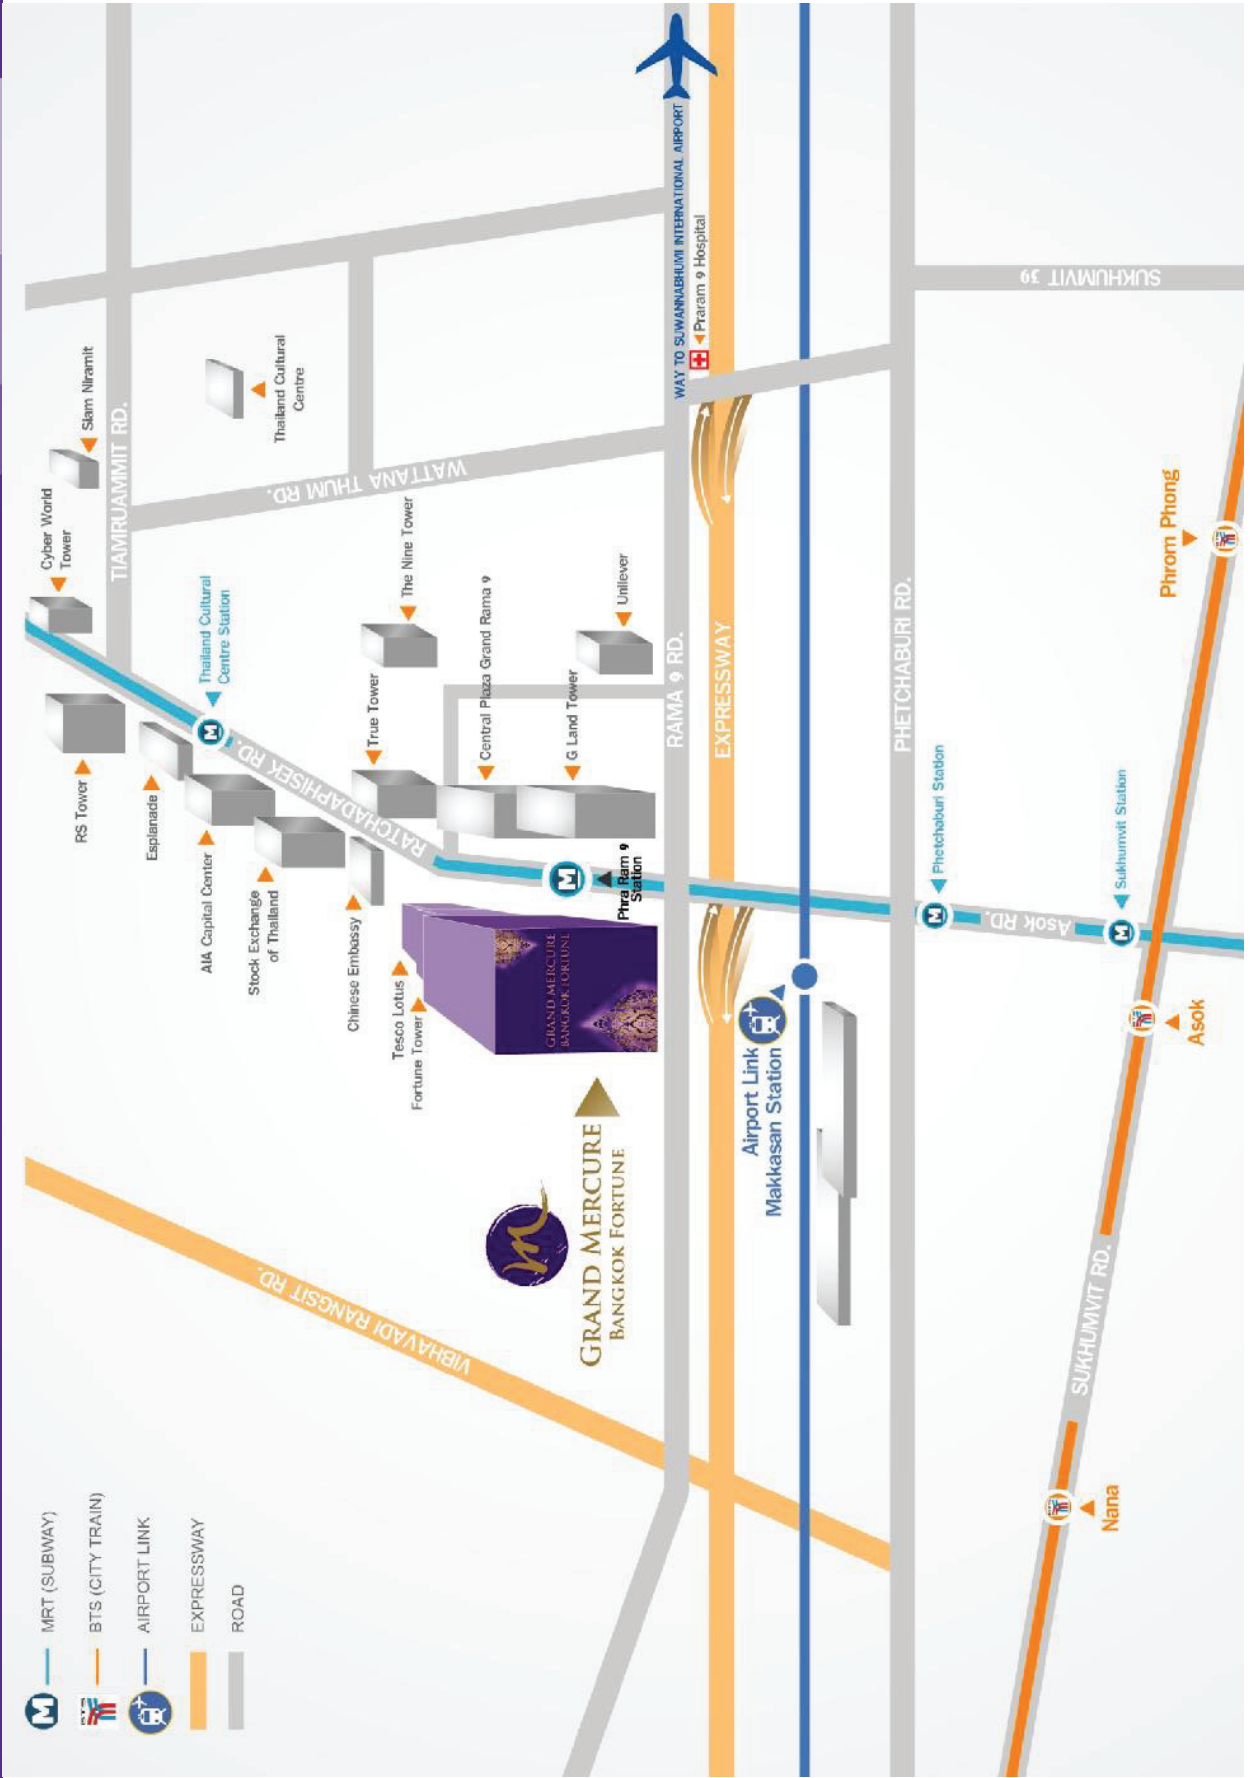 MRT (SUBWAY)
BTS (CITY TRAIN)
AIRPORT LINK
EXPRESSWAY
ROAD
M
M
GRAND MERCURE
BANGKOK FORTUNE
VIBHAVADI RANGSIT RD.
RS Tower
Esplanade
AIA Capital Center
Stock Exchange
of Thailand
Chinese Embassy
Tesco Lotus
Fortune Tower
GRAND MERCURE
BANGKOK FORTUNE
Cyber World
Tower
Siam Niramit
TIAMRUAMMIT RD.
Thailand Cultural
Centre Station
M
Thailand Cultural
Centre
RATCHADAPHISEK RD.
WATTANA THUM RD.
True Tower
The Nine Tower
Central Plaza Grand Rama 9
G Land Tower
Unilever
M
Phra Ram 9
Station
RAMA 9 RD.
WAY TO SUWANNABHUMI INTERNATIONAL AIRPORT
Praram 9 Hospital
EXPRESSWAY
Airport Link
Makkasan Station
PHETCHABURI RD.
M
Phetchaburi Station
Asok RD.
M
Sukhumvit Station
SUKHUMVIT 39
SUKHUMVIT RD.
Nana
Asok
Phrom Phong